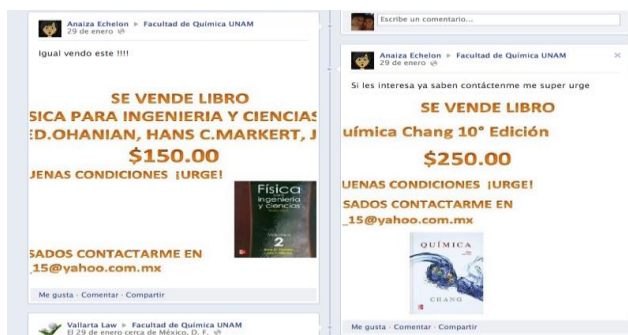 Anaiza Echelon ▸ Facultad de Química UNAM
29 de enero
Igual vendo este !!!!
SE VENDE LIBRO
SICA PARA INGENIERIA Y CIENCIAS
ED.OHANIAN, HANS C.MARKERT, J
$150.00
UENAS CONDICIONES ¡URGE!
Física
para
ingeniería
y ciencias
Volumen
2
SADOS CONTACTARME EN
_15@yahoo.com.mx
Me gusta · Comentar · Compartir
Vallarta Law ▸ Facultad de Química UNAM
El 29 de enero cerca de México, D. F.
Escribe un comentario...
Anaiza Echelon ▸ Facultad de Química UNAM
29 de enero
Si les interesa ya saben contáctenme me super urge
SE VENDE LIBRO
uímica Chang 10° Edición
$250.00
UENAS CONDICIONES ¡URGE!
SADOS CONTACTARME EN
_15@yahoo.com.mx
QUÍMICA
CHANG
Me gusta · Comentar · Compartir